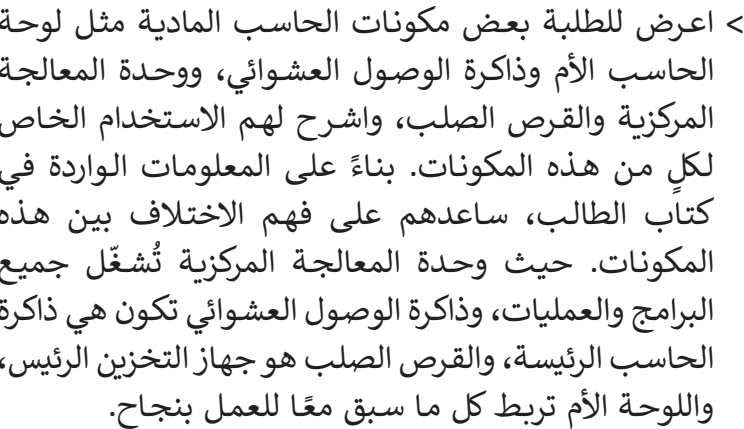 > اعرض للطلبة بعض مكونات الحاسب المادية مثل لوحة
الحاسب الأم وذاكرة الوصول العشوائي، ووحدة المعالجة
المركزية والقرص الصلب، واشرح لهم الاستخدام الخاص
لكلٍ من هذه المكونات. بناءً على المعلومات الواردة في
كتاب الطالب، ساعدهم على فهم الاختلاف بين هذه
المكونات. حيث وحدة المعالجة المركزية تُشغّل جميع
البرامج والعمليات، وذاكرة الوصول العشوائي تكون هي ذاكرة
الحاسب الرئيسة، والقرص الصلب هو جهاز التخزين الرئيس،
واللوحة الأم تربط كل ما سبق معًا للعمل بنجاح.